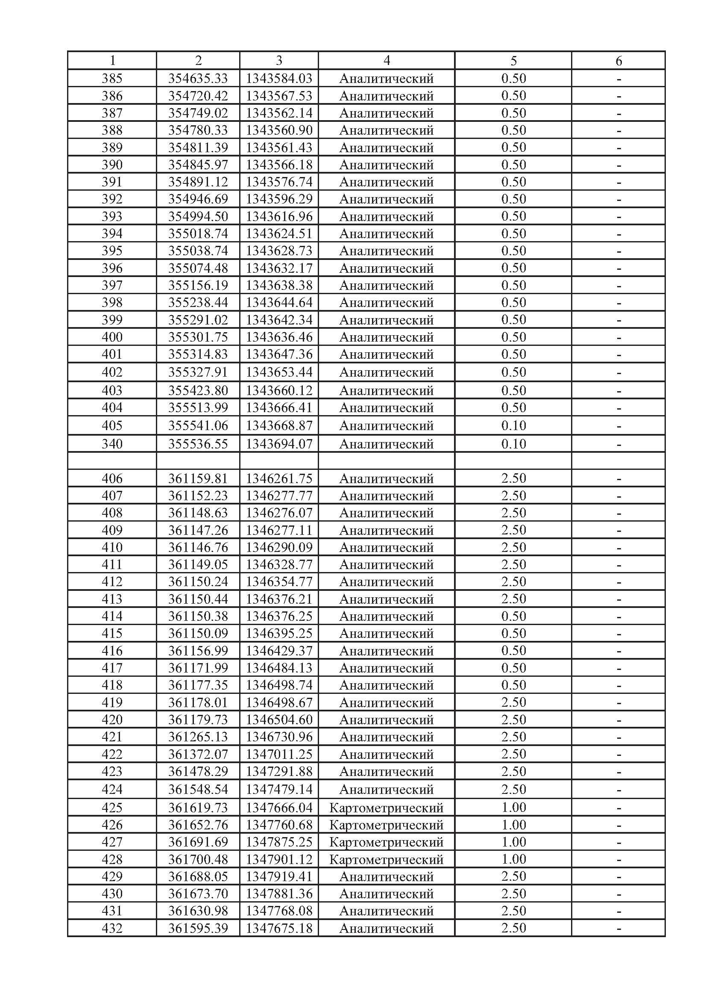 1 2 3 4 5 6
385 354635.33 1343584.03 Аналитический 0.50 -
386 354720.42 1343567.53 Аналитический 0.50 -
387 354749.02 1343562.14 Аналитический 0.50 -
388 354780.33 1343560.90 Аналитический 0.50 -
389 354811.39 1343561.43 Аналитический 0.50 -
390 354845.97 1343566.18 Аналитический 0.50 -
391 354891.12 1343576.74 Аналитический 0.50 -
392 354946.69 1343596.29 Аналитический 0.50 -
393 354994.50 1343616.96 Аналитический 0.50 -
394 355018.74 1343624.51 Аналитический 0.50 -
395 355038.74 1343628.73 Аналитический 0.50 -
396 355074.48 1343632.17 Аналитический 0.50 -
397 355156.19 1343638.38 Аналитический 0.50 -
398 355238.44 1343644.64 Аналитический 0.50 -
399 355291.02 1343642.34 Аналитический 0.50 -
400 355301.75 1343636.46 Аналитический 0.50 -
401 355314.83 1343647.36 Аналитический 0.50 -
402 355327.91 1343653.44 Аналитический 0.50 -
403 355423.80 1343660.12 Аналитический 0.50 -
404 355513.99 1343666.41 Аналитический 0.50 -
405 355541.06 1343668.87 Аналитический 0.10 -
340 355536.55 1343694.07 Аналитический 0.10 -
406 361159.81 1346261.75 Аналитический 2.50 -
407 361152.23 1346277.77 Аналитический 2.50 -
408 361148.63 1346276.07 Аналитический 2.50 -
409 361147.26 1346277.11 Аналитический 2.50 -
410 361146.76 1346290.09 Аналитический 2.50 -
411 361149.05 1346328.77 Аналитический 2.50 -
412 361150.24 1346354.77 Аналитический 2.50 -
413 361150.44 1346376.21 Аналитический 2.50 -
414 361150.38 1346376.25 Аналитический 0.50 -
415 361150.09 1346395.25 Аналитический 0.50 -
416 361156.99 1346429.37 Аналитический 0.50 -
417 361171.99 1346484.13 Аналитический 0.50 -
418 361177.35 1346498.74 Аналитический 0.50 -
419 361178.01 1346498.67 Аналитический 2.50 -
420 361179.73 1346504.60 Аналитический 2.50 -
421 361265.13 1346730.96 Аналитический 2.50 -
422 361372.07 1347011.25 Аналитический 2.50 -
423 361478.29 1347291.88 Аналитический 2.50 -
424 361548.54 1347479.14 Аналитический 2.50 -
425 361619.73 1347666.04 Картометрический 1.00 -
426 361652.76 1347760.68 Картометрический 1.00 -
427 361691.69 1347875.25 Картометрический 1.00 -
428 361700.48 1347901.12 Картометрический 1.00 -
429 361688.05 1347919.41 Аналитический 2.50 -
430 361673.70 1347881.36 Аналитический 2.50 -
431 361630.98 1347768.08 Аналитический 2.50 -
432 361595.39 1347675.18 Аналитический 2.50 -